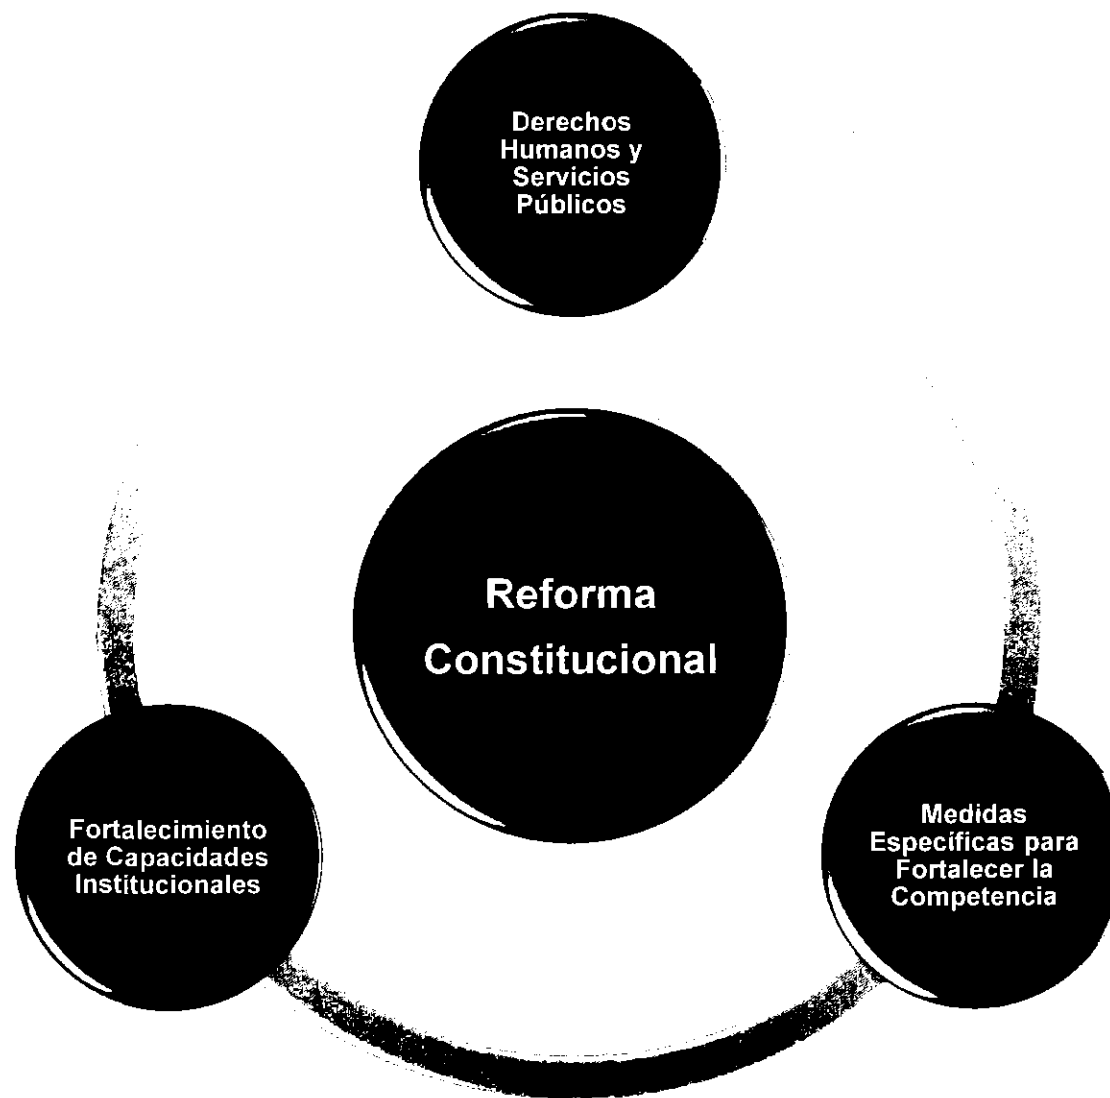 Derechos
Humanos y
Servicios
Públicos
Reforma
Constitucional
Fortalecimiento
de Capacidades
Institucionales
Medidas
Específicas para
Fortalecer la
Competencia